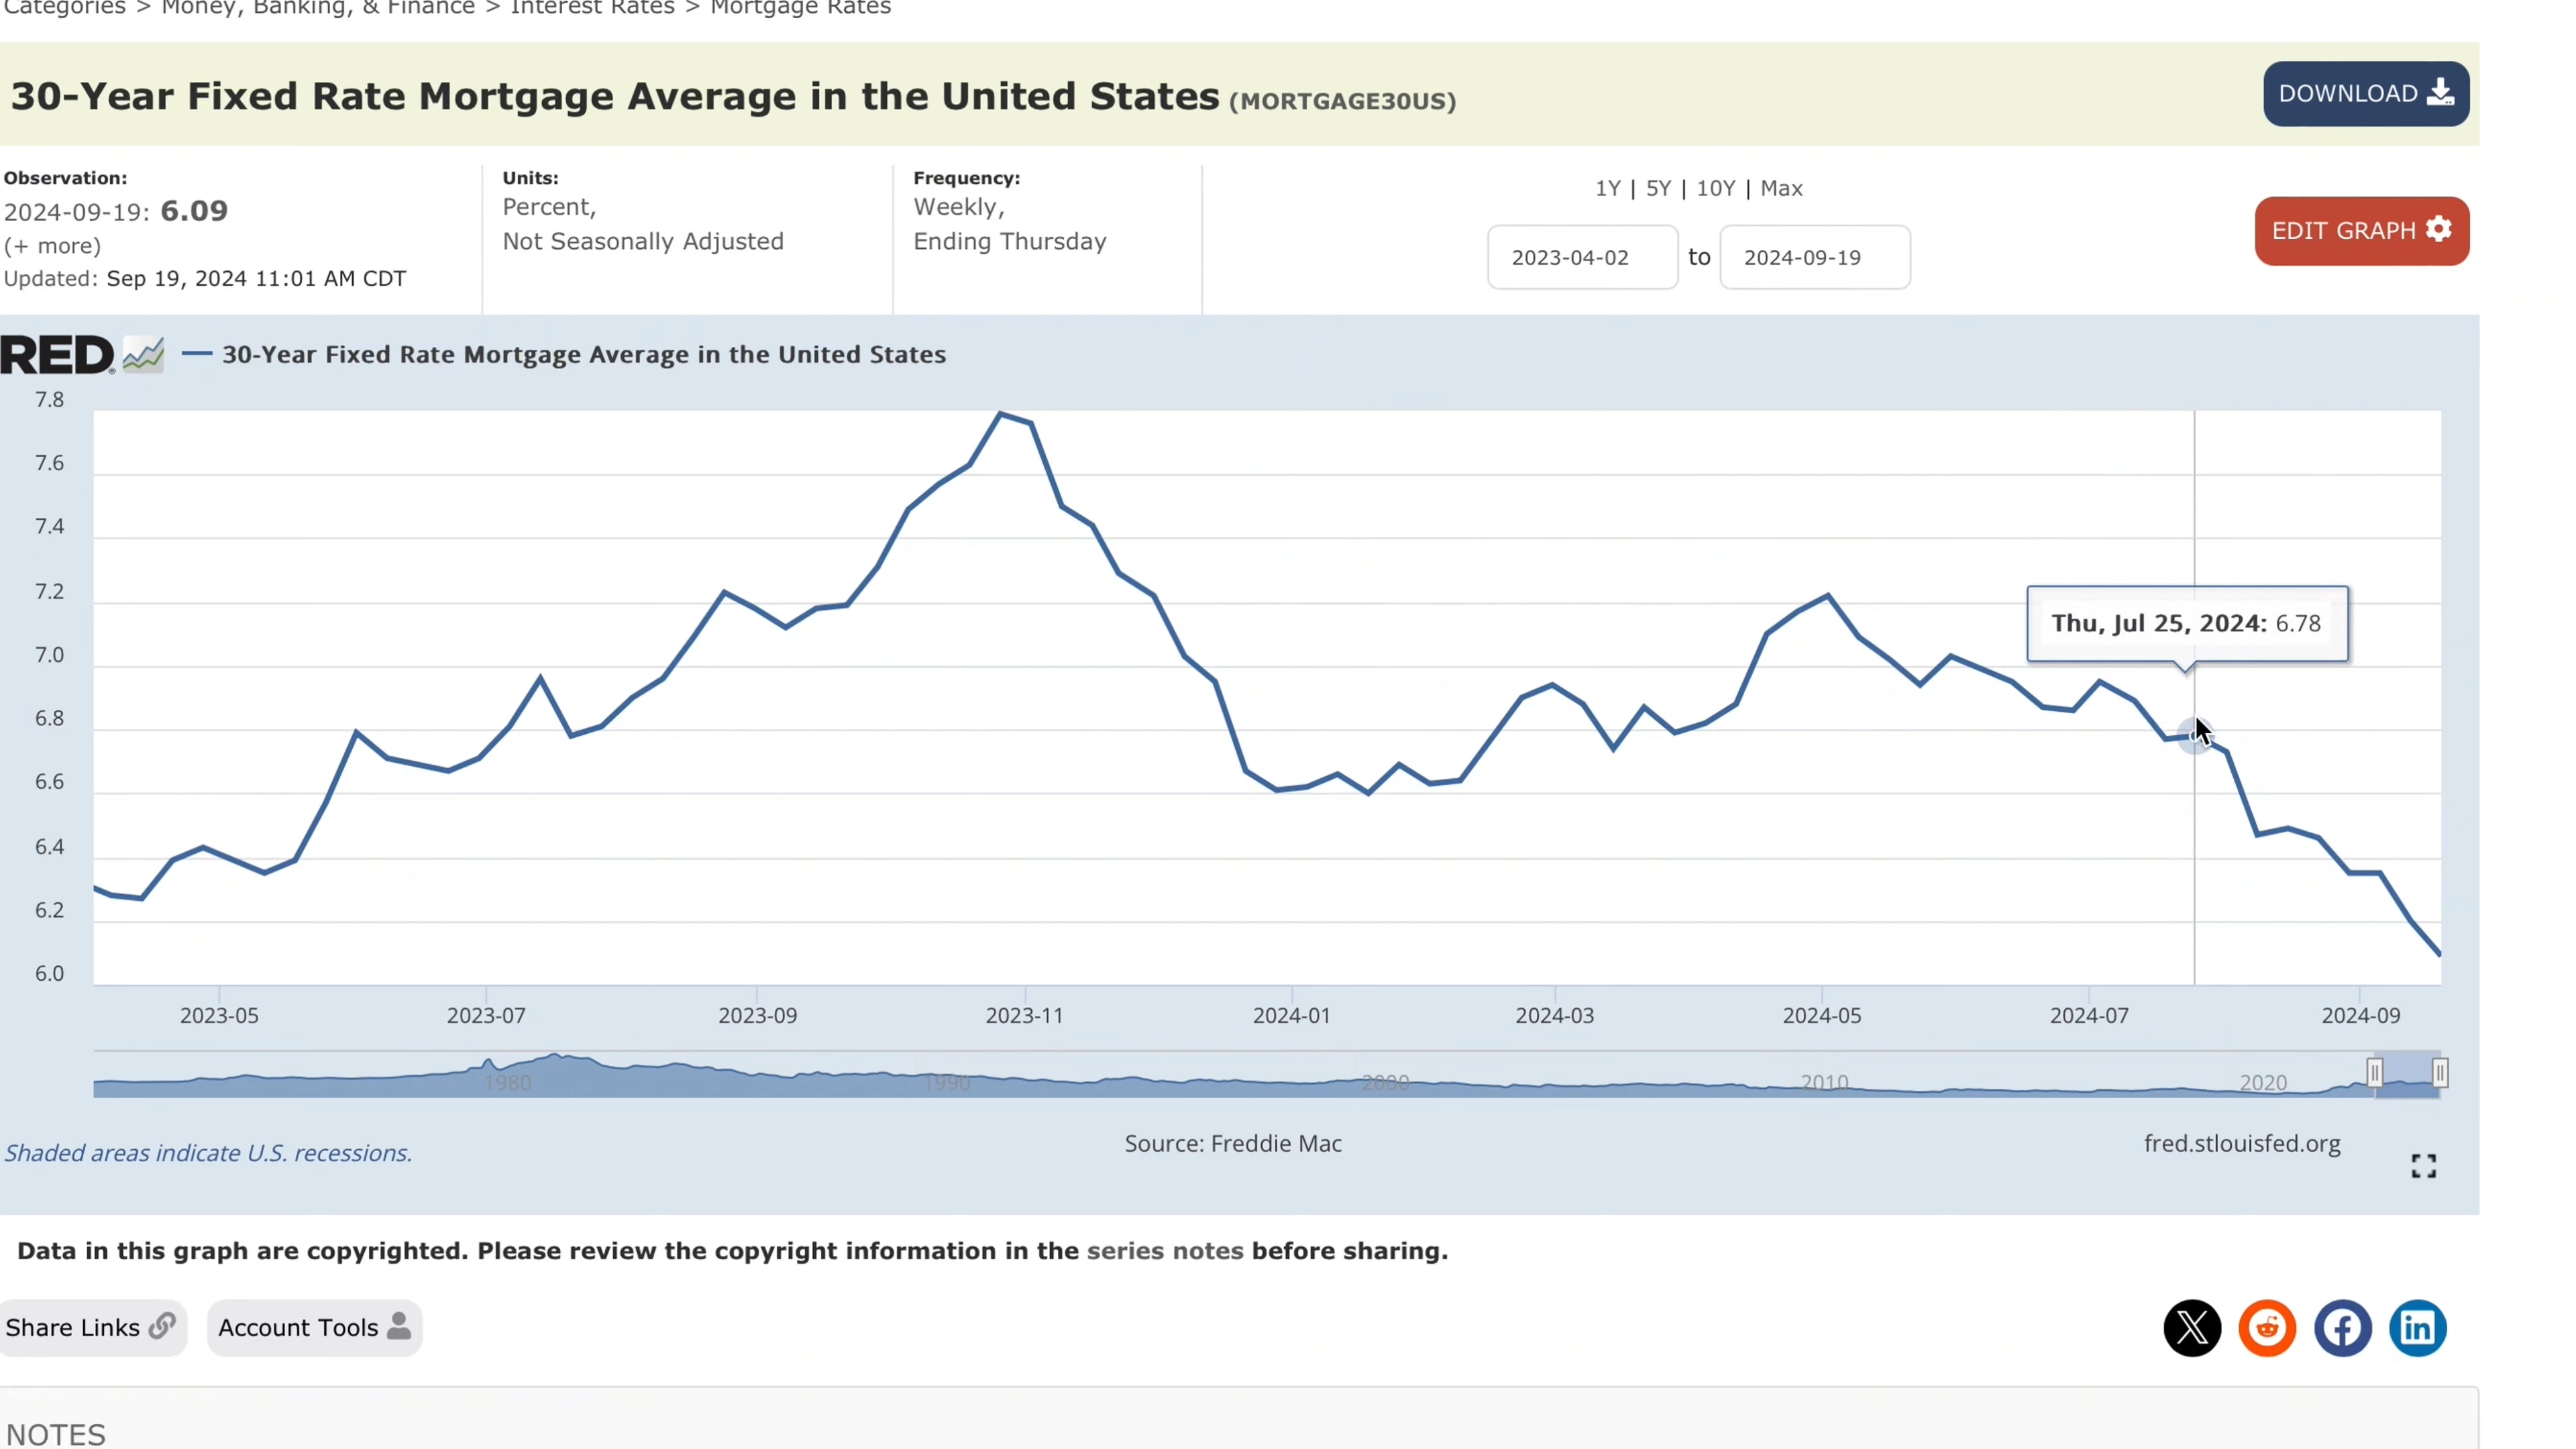 Categories > Money, Banking, & Finance > Interest Rates > Mortgage Rates
30-Year Fixed Rate Mortgage Average in the United States (MORTGAGE30US)
DOWNLOAD
Observation:
2024-09-19: 6.09
(+ more)
Updated: Sep 19, 2024 11:01 AM CDT
Units:
Percent,
Not Seasonally Adjusted
Frequency:
Weekly,
Ending Thursday
1Y | 5Y | 10Y | Max
2023-04-02 to 2024-09-19
EDIT GRAPH
RED
30-Year Fixed Rate Mortgage Average in the United States
7.8
7.6
7.4
7.2
7.0
6.8
6.6
6.4
6.2
6.0
Thu, Jul 25, 2024: 6.78
2023-05 2023-07 2023-09 2023-11 2024-01 2024-03 2024-05 2024-07 2024-09
1980 1990 2000 2010 2020
Shaded areas indicate U.S. recessions.
Source: Freddie Mac
fred.stlouisfed.org
Data in this graph are copyrighted. Please review the copyright information in the series notes before sharing.
Share Links
Account Tools
NOTES